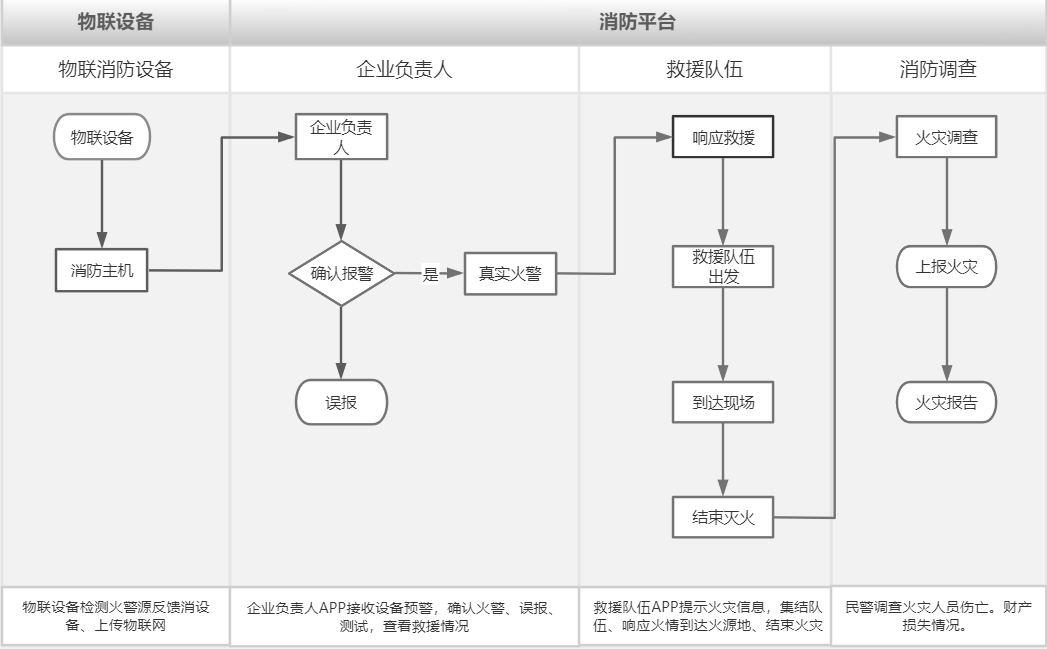 物联设备
消防平台
物联消防设备
企业负责人
救援队伍
消防调查
物联设备
消防主机
企业负责
人
确认报警
是
真实火警
误报
响应救援
救援队伍
出发
到达现场
结束灭火
火灾调查
上报火灾
火灾报告
物联设备检测火警源反馈消设
备、上传物联网
企业负责人APP接收设备预警，确认火警、误报、
测试，查看救援情况
救援队伍APP提示火灾信息，集结队
伍、响应火情到达火源地、结束火灾
民警调查火灾人员伤亡。财产
损失情况。